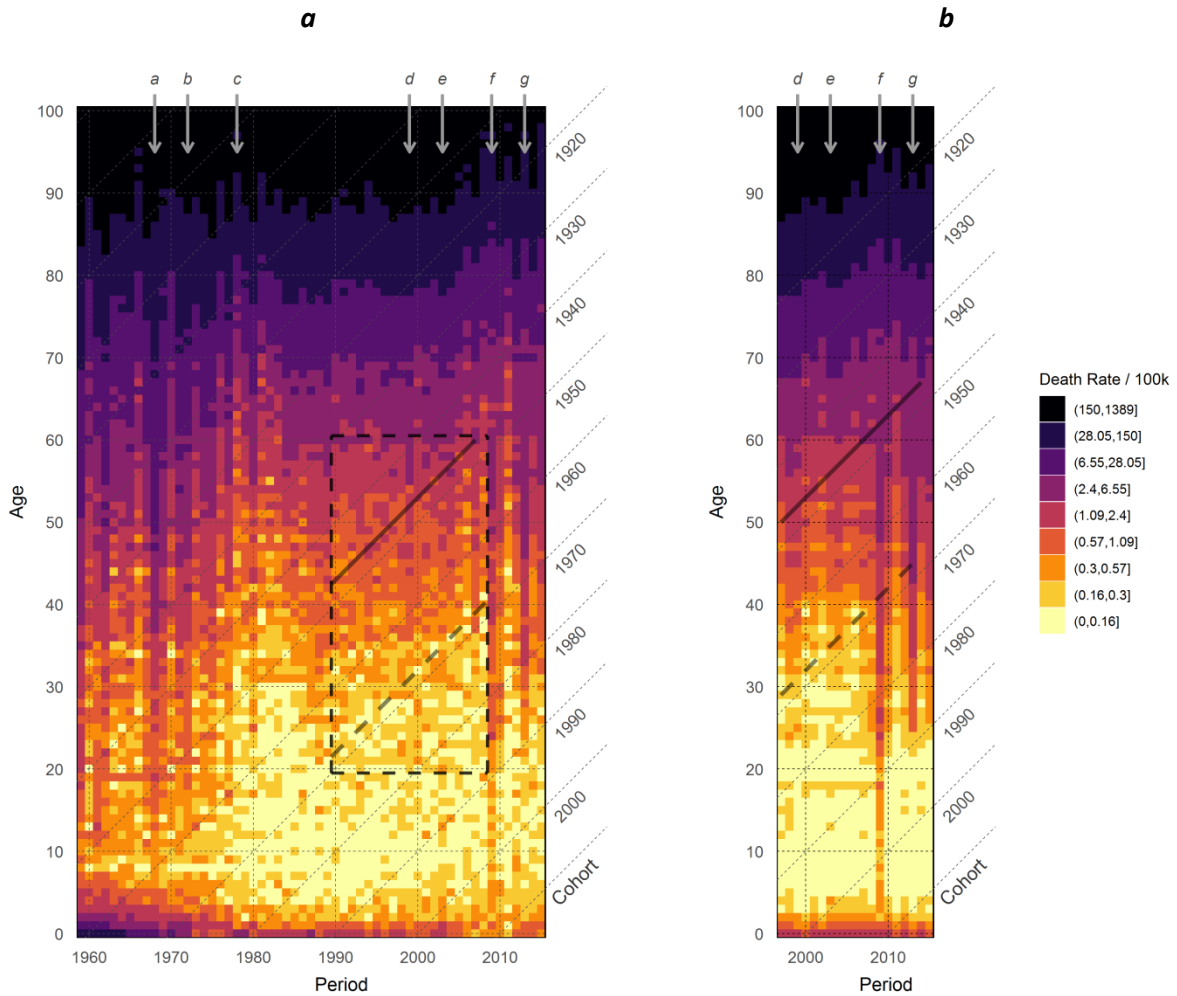 a b
a b c d e f g d e f g
100 90 80 70 60 50 40 30 20 10 0
Age
1920 1930 1940 1950 1960 1970 1980 1990 2000 Cohort
1960 1970 1980 1990 2000 2010
Period
100 90 80 70 60 50 40 30 20 10 0
Age
1920 1930 1940 1950 1960 1970 1980 1990 2000 Cohort
2000 2010
Period
Death Rate / 100k
(150,1389]
(28.05,150]
(6.55,28.05]
(2.4,6.55]
(1.09,2.4]
(0.57,1.09]
(0.3,0.57]
(0.16,0.3]
(0,0.16]